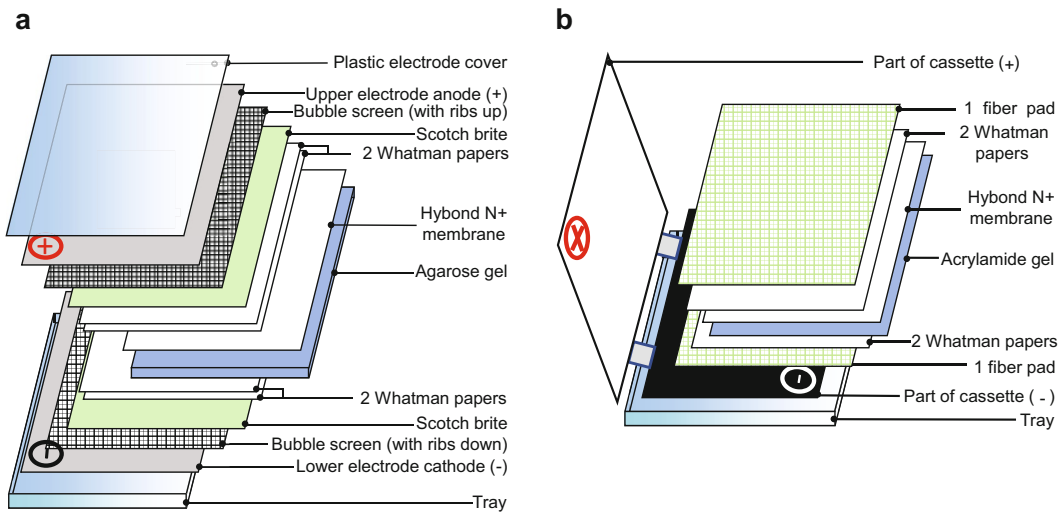 a
Plastic electrode cover
Upper electrode anode (+)
Bubble screen (with ribs up)
Scotch brite
2 Whatman papers
Hybond N+
membrane
Agarose gel
2 Whatman papers
Scotch brite
Bubble screen (with ribs down)
Lower electrode cathode (-)
Tray
+
-
b
Part of cassette (+)
1 fiber pad
2 Whatman
papers
Hybond N+
membrane
Acrylamide gel
2 Whatman papers
1 fiber pad
Part of cassette ( - )
Tray
X
-